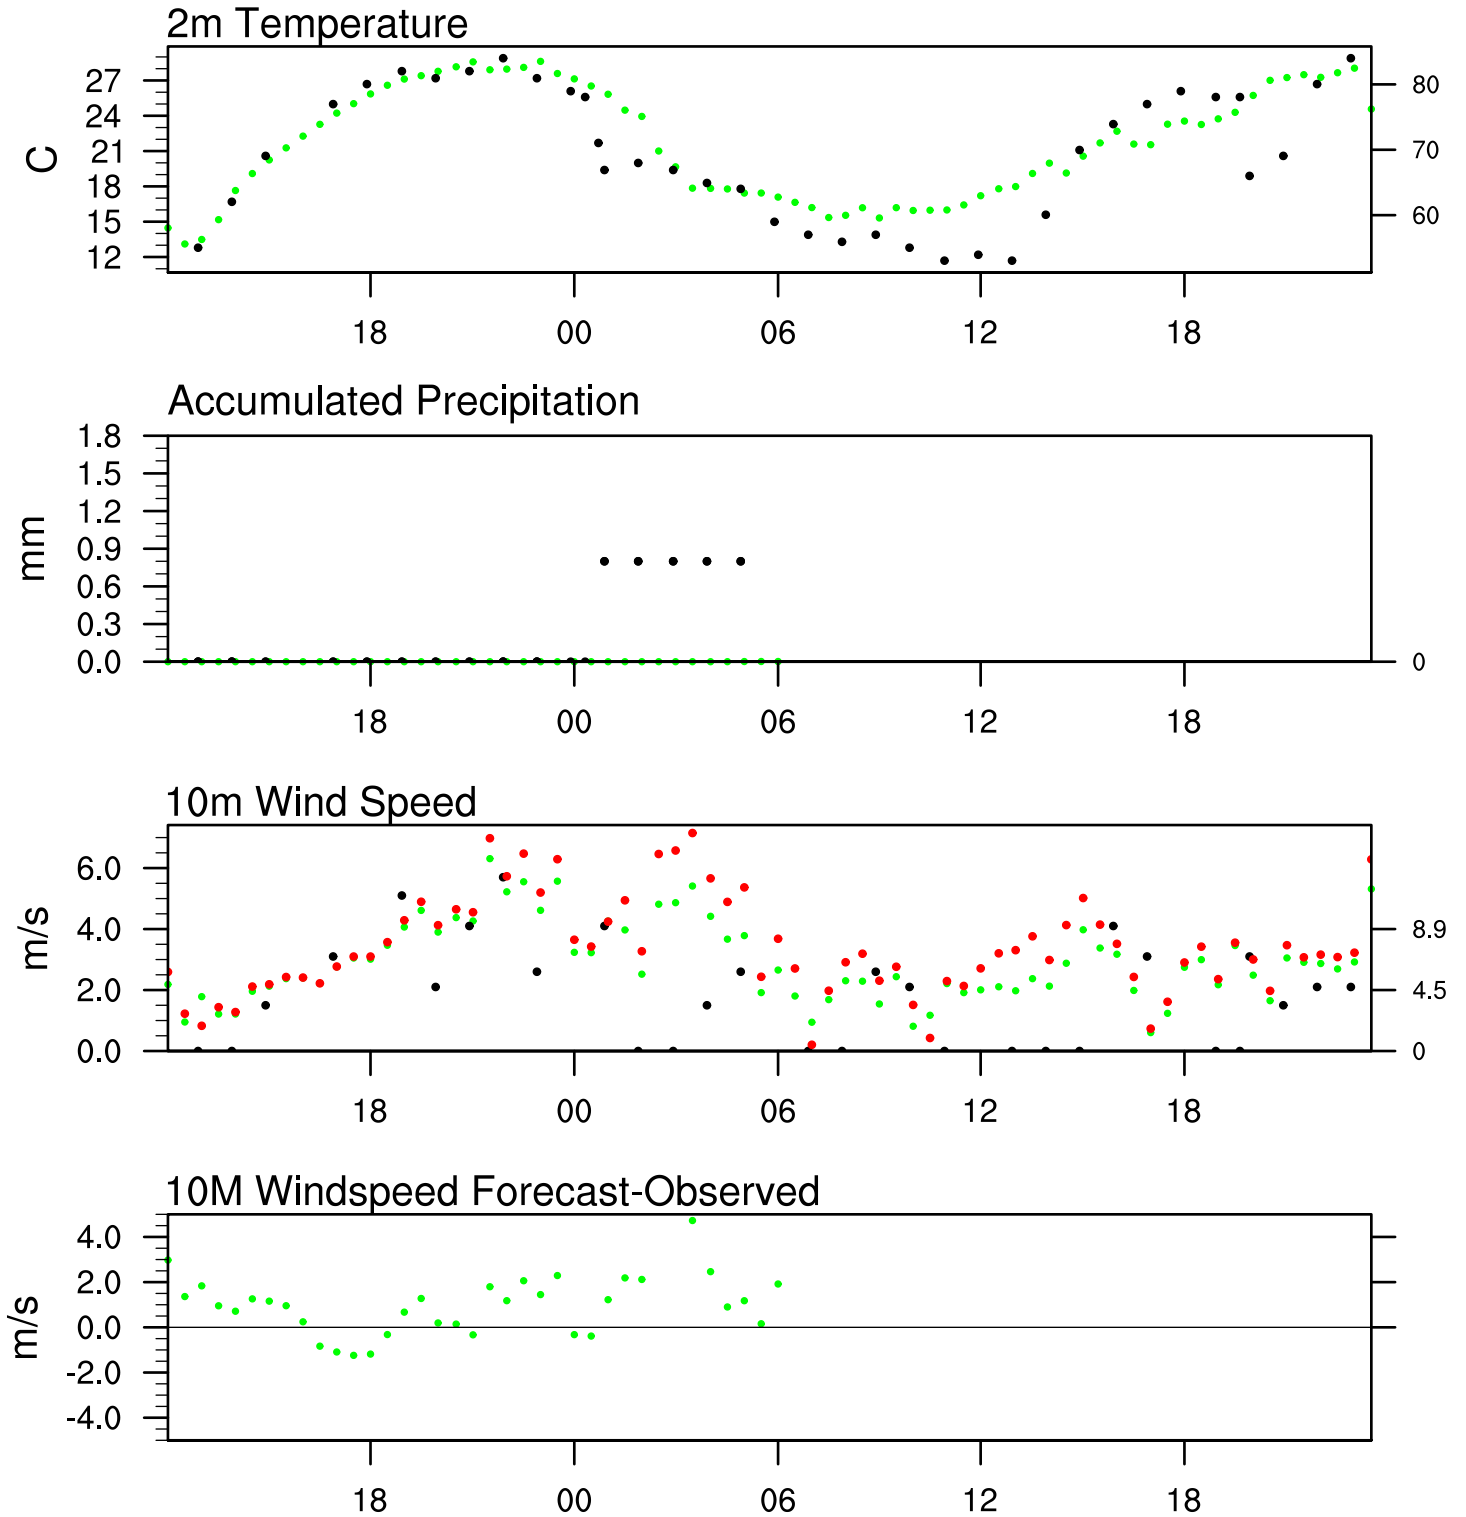 2m Temperature
C
27
24
21
18
15
12
80
70
60
18 00 06 12 18
Accumulated Precipitation
mm
1.8
1.5
1.2
0.9
0.6
0.3
0.0
0
18 00 06 12 18
10m Wind Speed
m/s
6.0
4.0
2.0
0.0
8.9
4.5
0
18 00 06 12 18
10M Windspeed Forecast-Observed
m/s
4.0
2.0
0.0
-2.0
-4.0
18 00 06 12 18